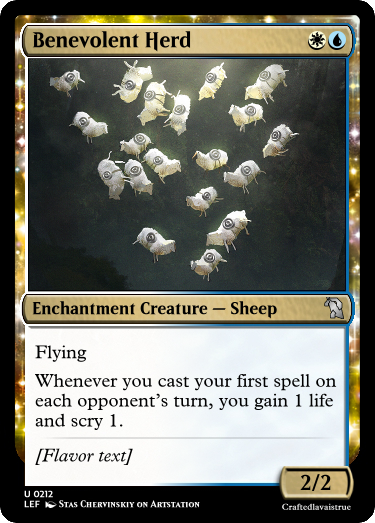 Benevolent Herd
Enchantment Creature — Sheep
Flying
Whenever you cast your first spell on
each opponent's turn, you gain 1 life
and scry 1.
[Flavor text]
2/2
U 0212
LEF Stas Chervinskiy on Artstation
Craftedlavaistrue